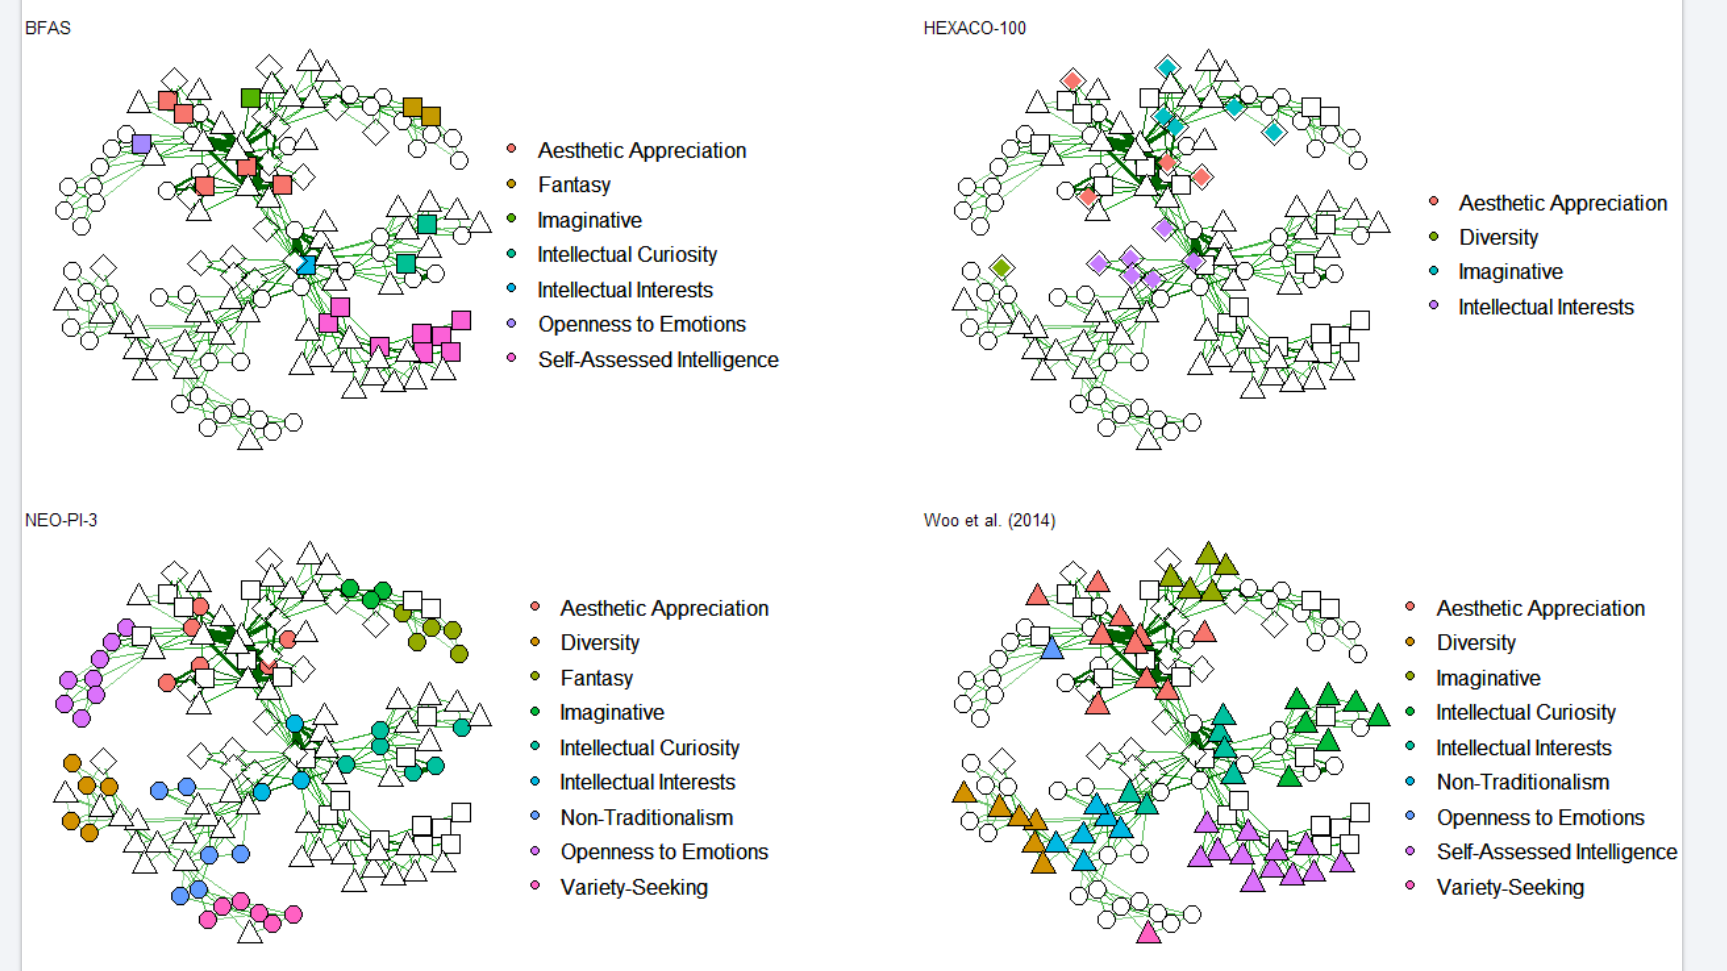 BFAS
Aesthetic Appreciation
Fantasy
Imaginative
Intellectual Curiosity
Intellectual Interests
Openness to Emotions
Self-Assessed Intelligence
HEXACO-100
Aesthetic Appreciation
Diversity
Imaginative
Intellectual Interests
NEO-PI-3
Aesthetic Appreciation
Diversity
Fantasy
Imaginative
Intellectual Curiosity
Intellectual Interests
Non-Traditionalism
Openness to Emotions
Variety-Seeking
Woo et al. (2014)
Aesthetic Appreciation
Diversity
Imaginative
Intellectual Curiosity
Intellectual Interests
Non-Traditionalism
Openness to Emotions
Self-Assessed Intelligence
Variety-Seeking